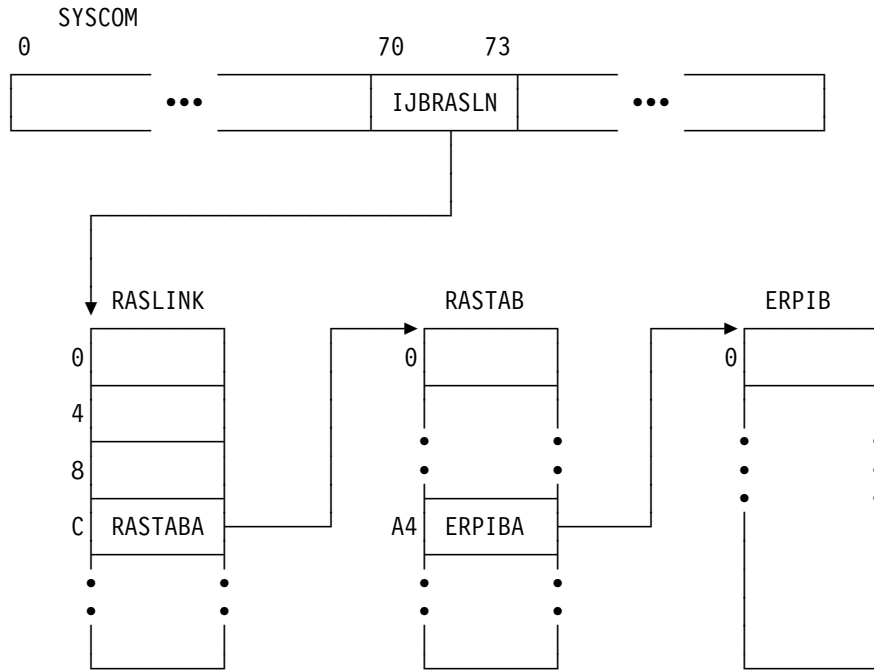 SYSCOM
0 70 73
••• IJBRASLN •••
RASLINK RASTAB ERPIB
0 0 0
4
8
C RASTABA A4 ERPIBA